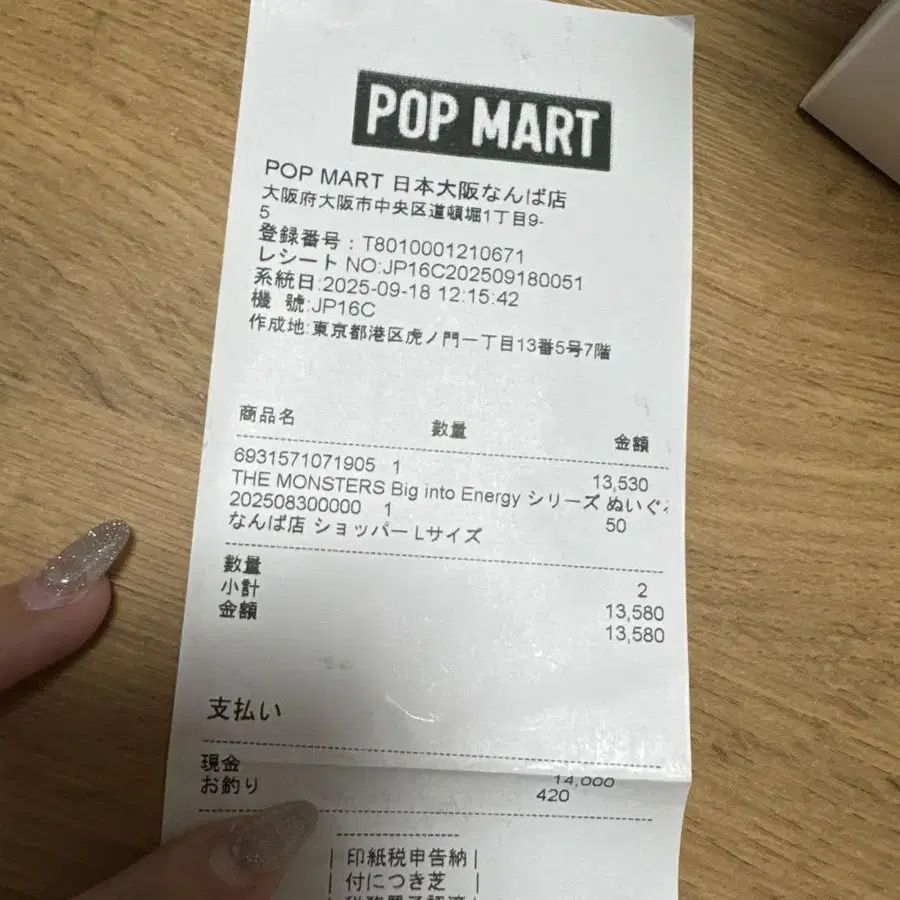 POP MART
POP MART 日本大阪なんば店
大阪府大阪市中央区道頓堀1丁目9-
5
登録番号：T8010001210671
レシート NO:JP16C202509180051
系統日:2025-09-18 12:15:42
機 號:JP16C
作成地:東京都港区虎ノ門一丁目13番5号7階
商品名 数量 金額
6931571071905 1 13,530
THE MONSTERS Big into Energy シリーズ ぬいぐ
202508300000 1 50
なんば店 ショッパー Lサイズ
数量 2
小計 13,580
金額 13,580
支払い
現金 14,000
お釣り 420
印紙税申告納
付につき芝